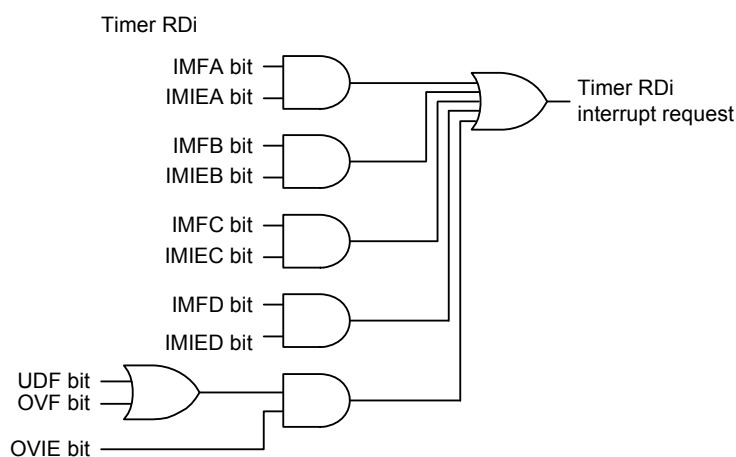 Timer RDi
IMFA bit
IMIEA bit
IMFB bit
IMIEB bit
IMFC bit
IMIEC bit
IMFD bit
IMIED bit
UDF bit
OVF bit
OVIE bit
Timer RDi
interrupt request